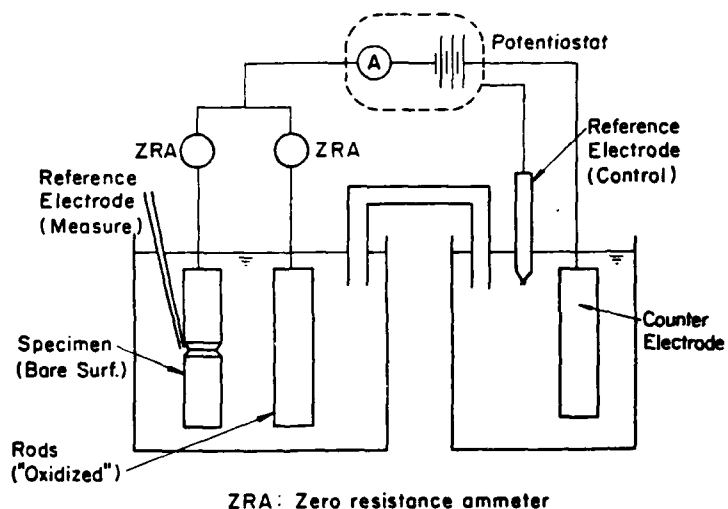 Potentiostat
A
ZRA
ZRA
Reference
Electrode
(Control)
Reference
Electrode
(Measure)
Specimen
(Bare Surf.)
Counter
Electrode
Rods
("Oxidized")
ZRA: Zero resistance ammeter